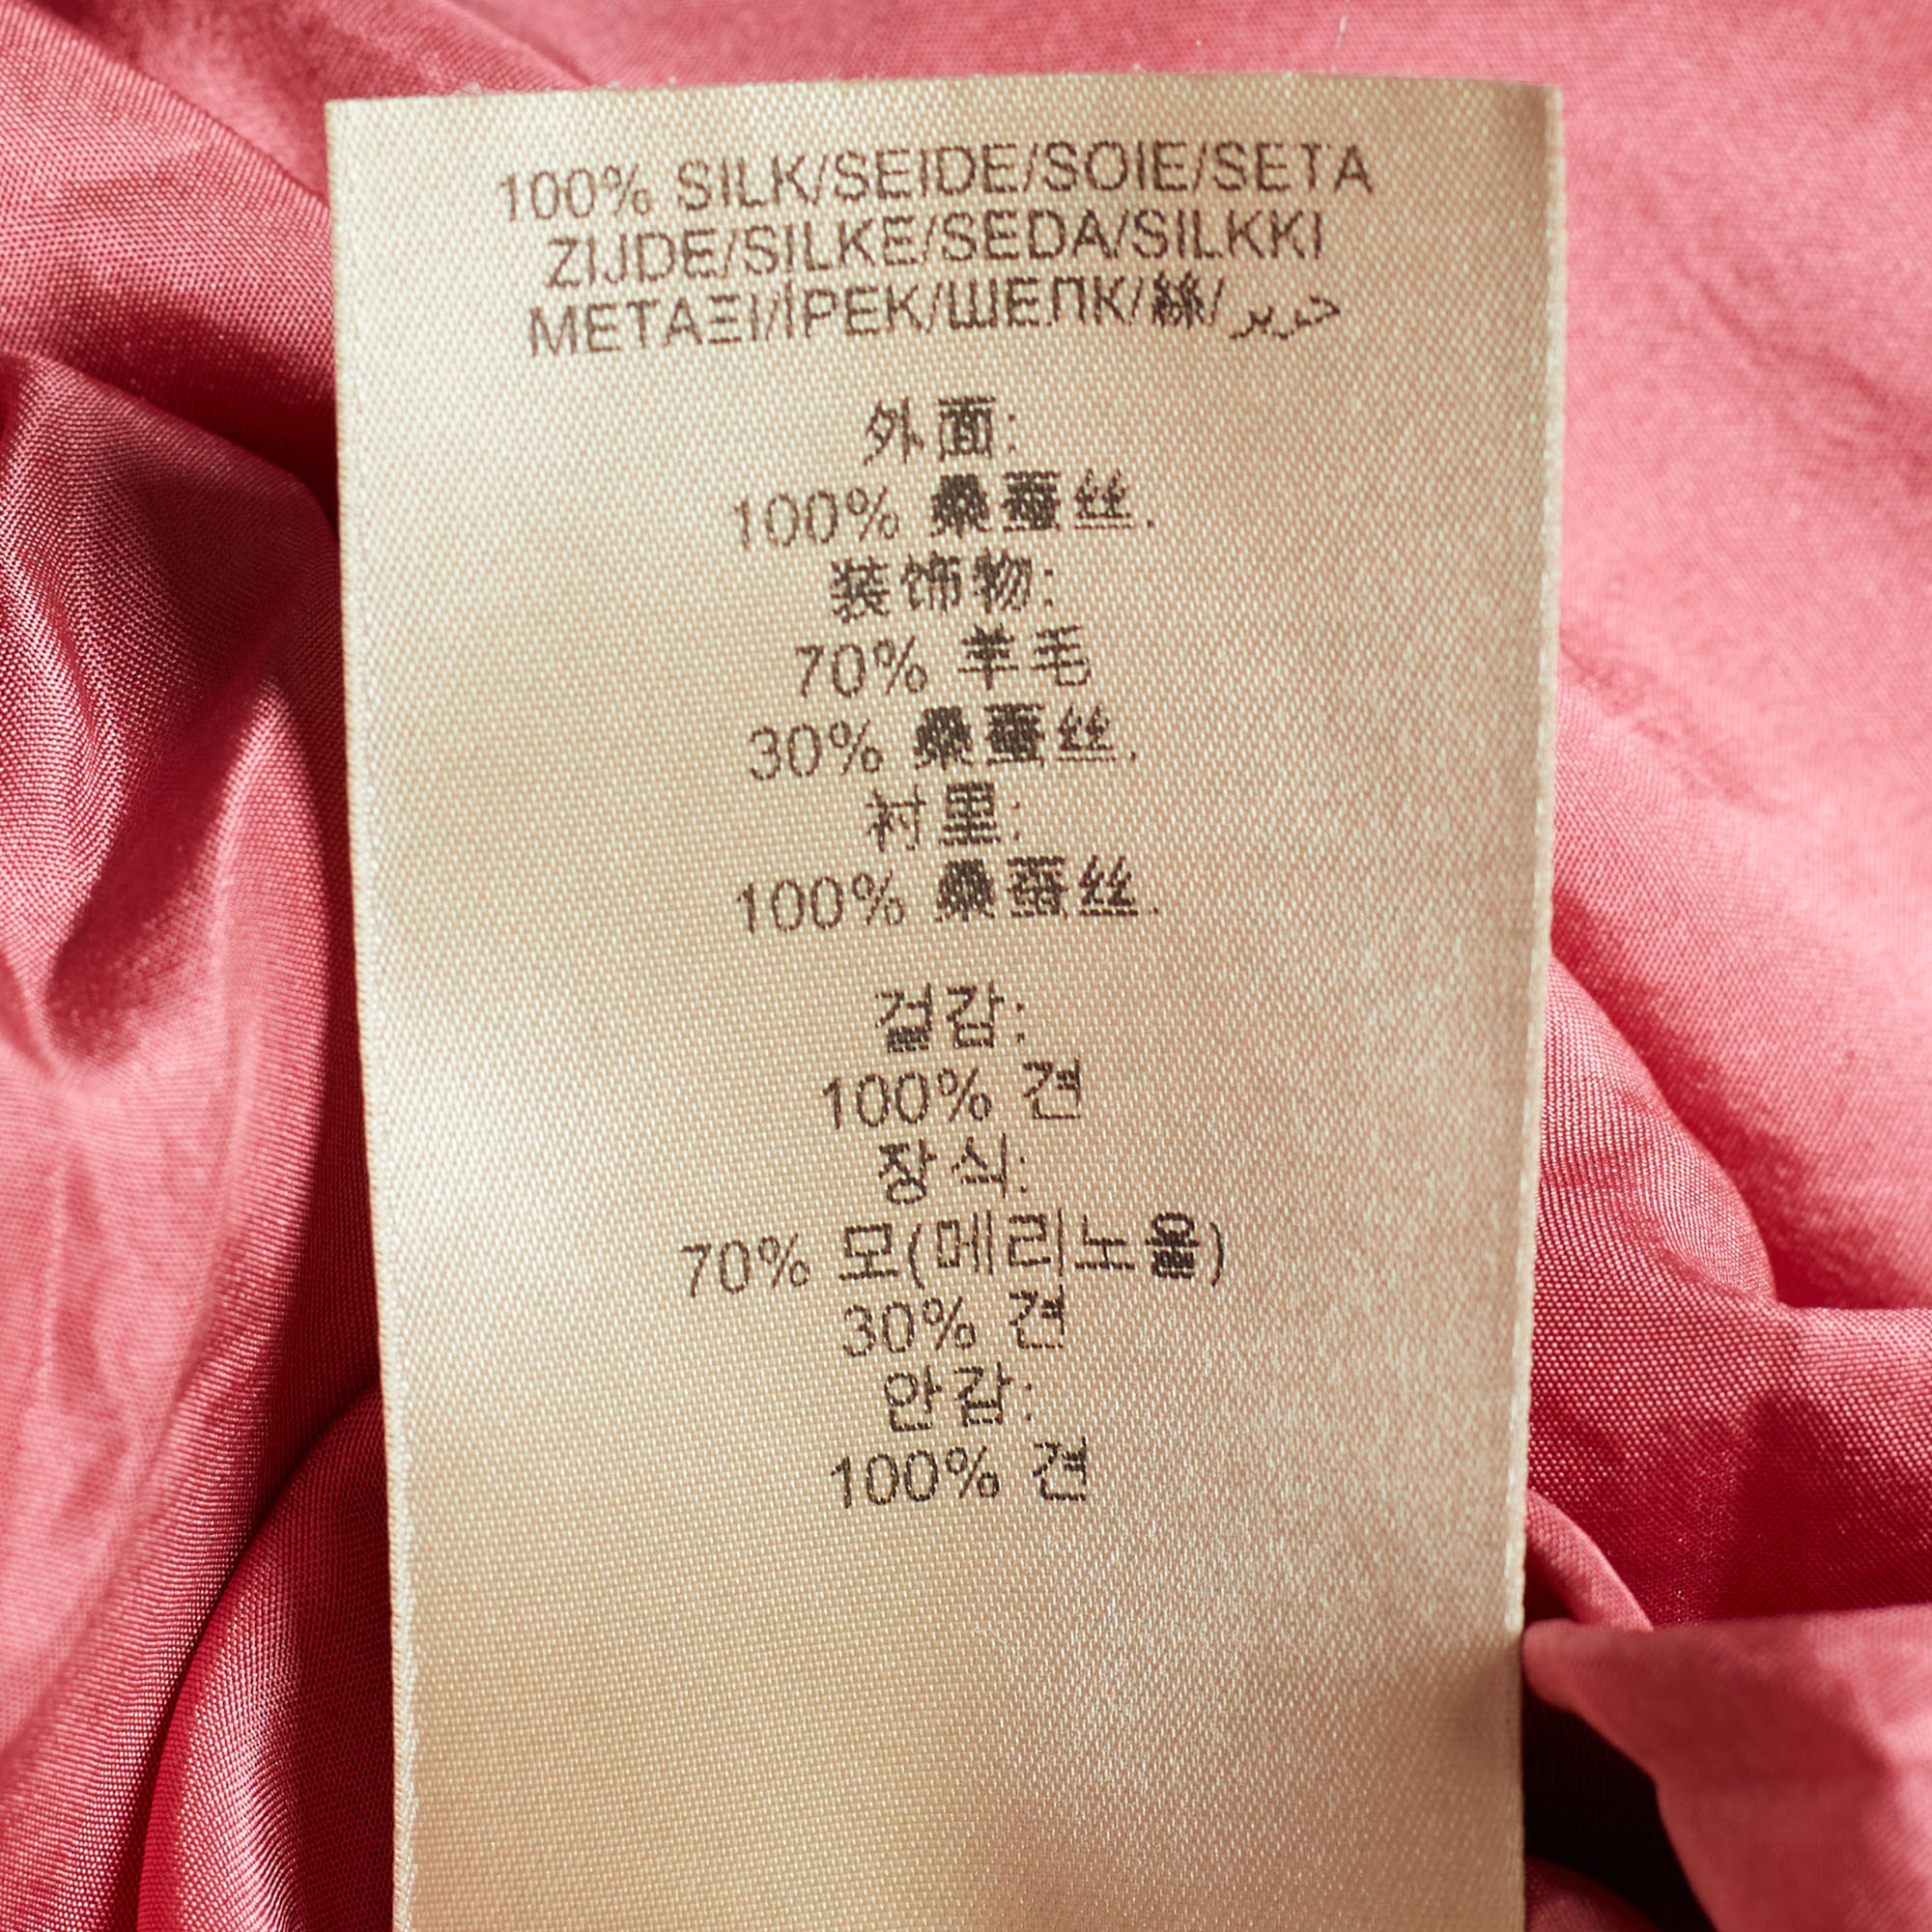 100% SILK/SEIDE/SOIE/SETA
ZIJDE/SILKE/SEDA/SILKKI
ΜΕΤΑΞΙ/İPEK/ШЕЛК/絲/حرير
外面:
100% 桑蚕丝.
装饰物:
70% 羊毛
30% 桑蚕丝.
衬里:
100% 桑蚕丝.
겉감:
100% 견
장식:
70% 모(메리노울)
30% 견
안감:
100% 견